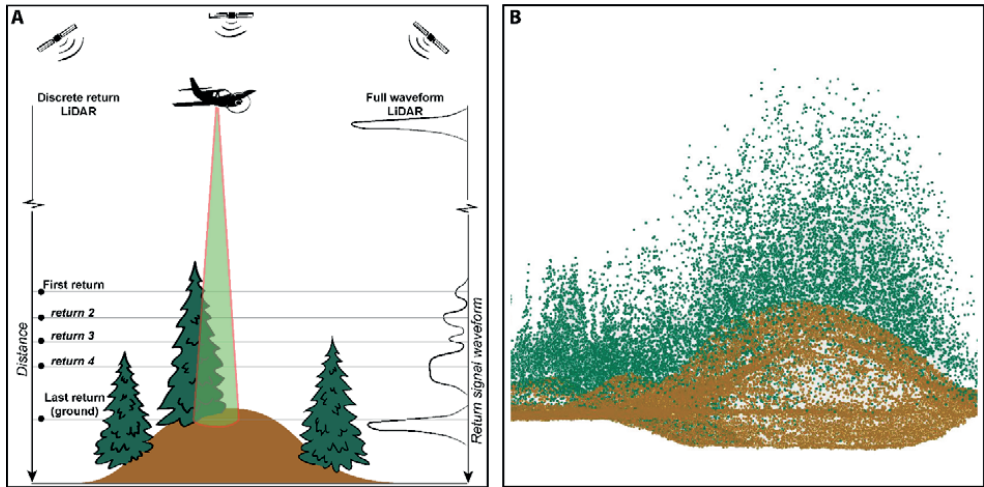 A
B
Discrete return
LiDAR
Full waveform
LiDAR
First return
return 2
return 3
return 4
Last return
(ground)
Distance
Return signal waveform